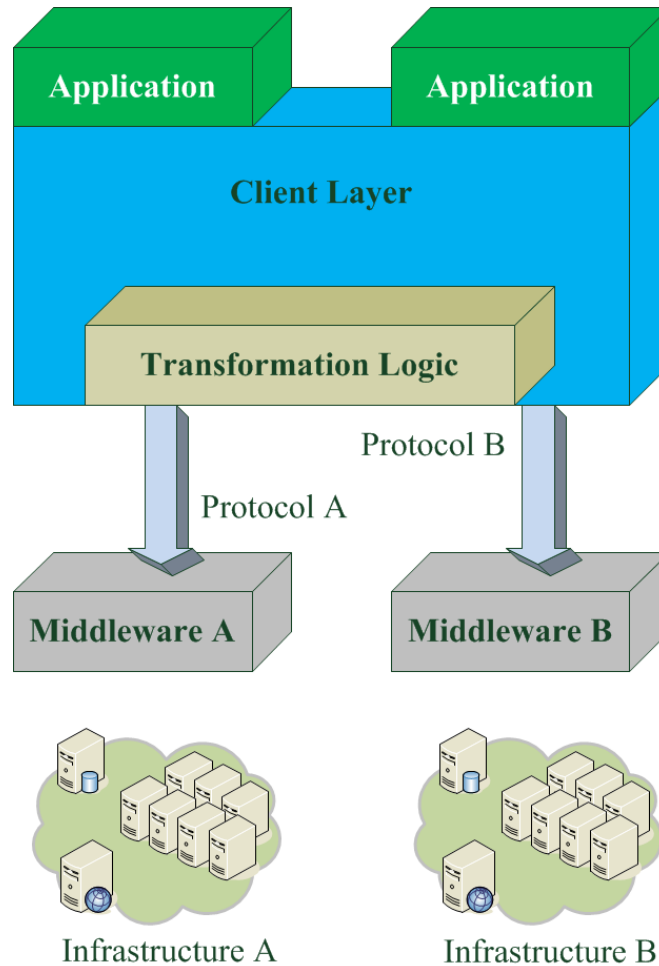 Application
Application
Client Layer
Transformation Logic
Protocol B
Protocol A
Middleware A
Middleware B
Infrastructure A
Infrastructure B